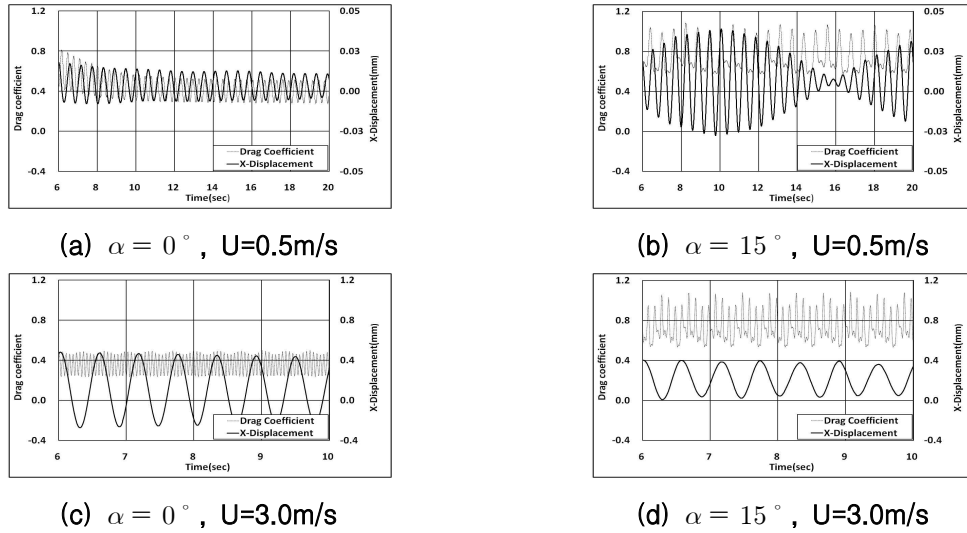 1.2 0.05
0.8 0.03
0.4 0.00
0.0 -0.03
-0.4 -0.05
Drag coefficient
X-Displacement(mm)
Drag Coefficient
X-Displacement
6 8 10 12 14 16 18 20
Time(sec)
(a) α = 0°, U=0.5m/s
1.2 0.05
0.8 0.03
0.4 0.00
0.0 -0.03
-0.4 -0.05
Drag coefficient
X-Displacement(mm)
Drag Coefficient
X-Displacement
6 8 10 12 14 16 18 20
Time(sec)
(b) α = 15°, U=0.5m/s
1.2 1.2
0.8 0.8
0.4 0.4
0.0 0.0
-0.4 -0.4
Drag coefficient
X-Displacement(mm)
Drag Coefficient
X-Displacement
6 7 8 9 10
Time(sec)
(c) α = 0°, U=3.0m/s
1.2 1.2
0.8 0.8
0.4 0.4
0.0 0.0
-0.4 -0.4
Drag coefficient
X-Displacement(mm)
Drag Coefficient
X-Displacement
6 7 8 9 10
Time(sec)
(d) α = 15°, U=3.0m/s